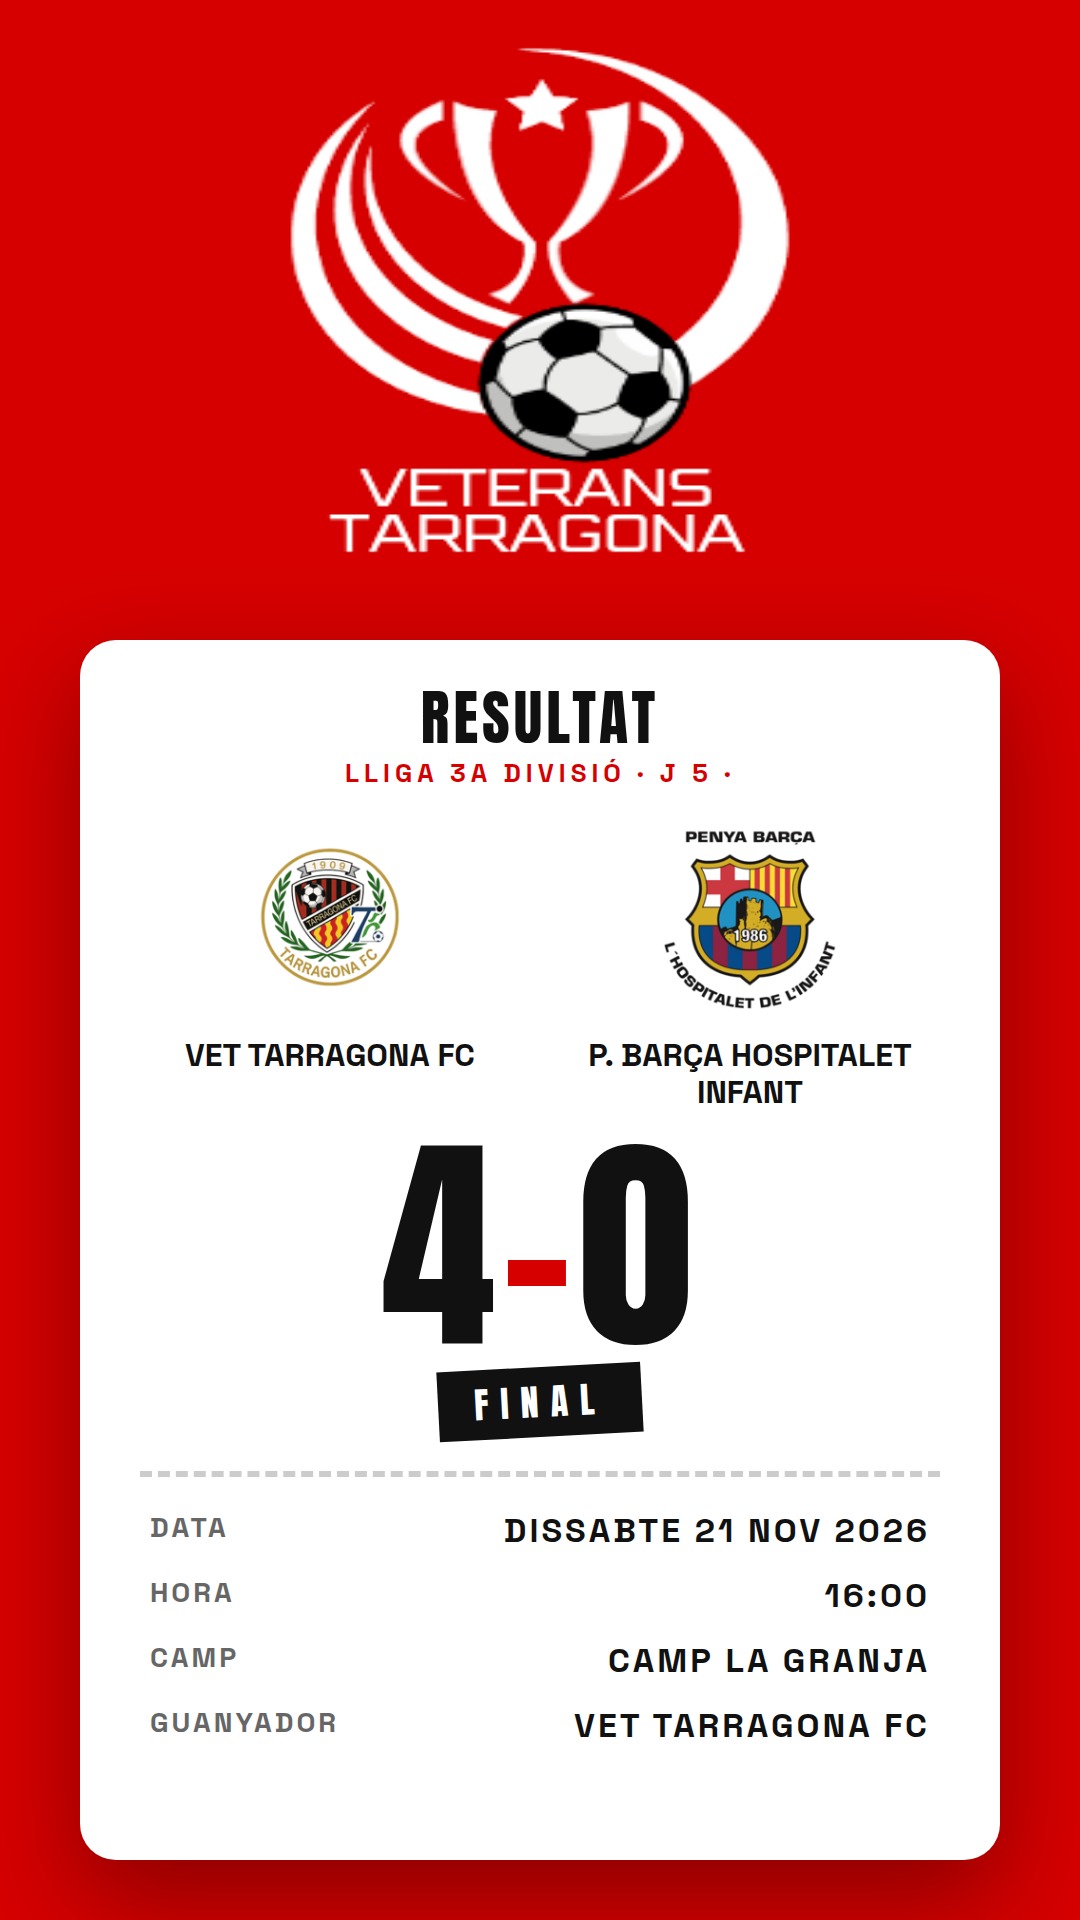 VETERANS
TARRAGONA
RESULTAT
LLIGA 3A DIVISIÓ · J 5 ·
1909
TARRAGONA FC
7
TARRAGONA FC
PENYA BARÇA
1986
L'HOSPITALET DE L'INFANT
VET TARRAGONA FC
P. BARÇA HOSPITALET
INFANT
4-0
FINAL
DATA DISSABTE 21 NOV 2026
HORA 16:00
CAMP CAMP LA GRANJA
GUANYADOR VET TARRAGONA FC